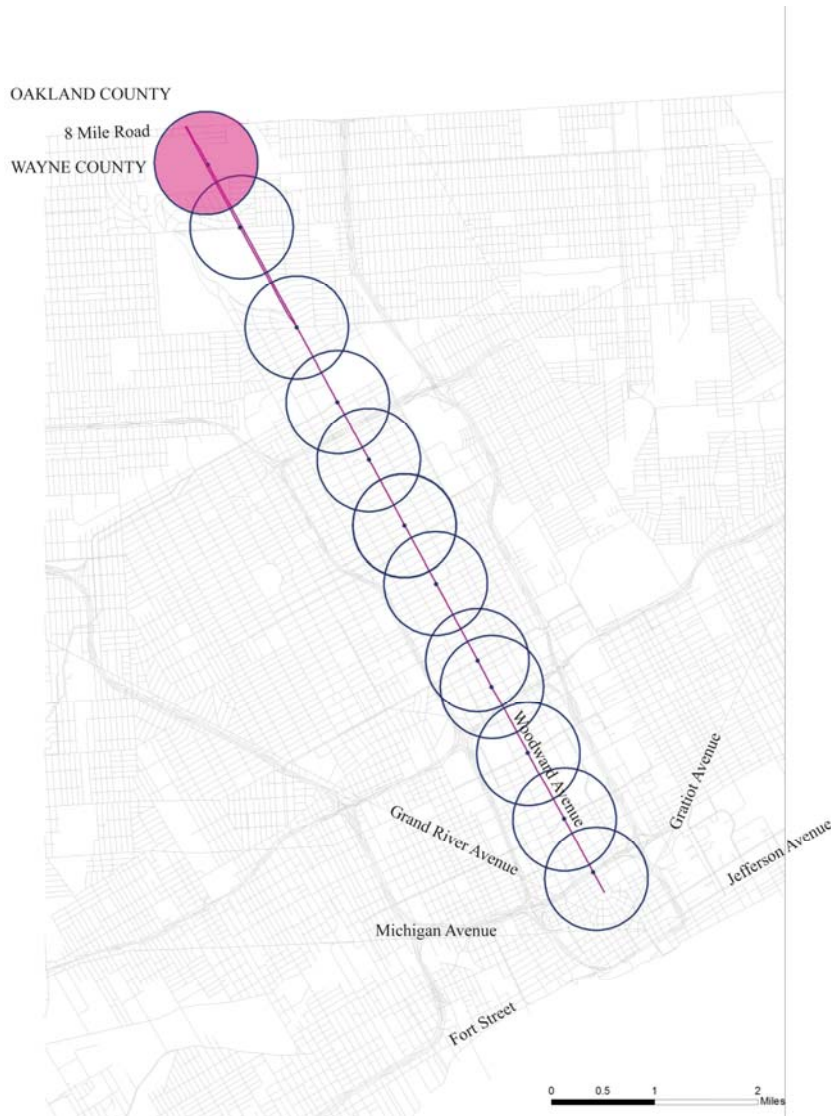 OAKLAND COUNTY
8 Mile Road
WAYNE COUNTY
Woodward Avenue
Gratiot Avenue
Grand River Avenue
Jefferson Avenue
Michigan Avenue
Fort Street
0 0.5 1 2
Miles